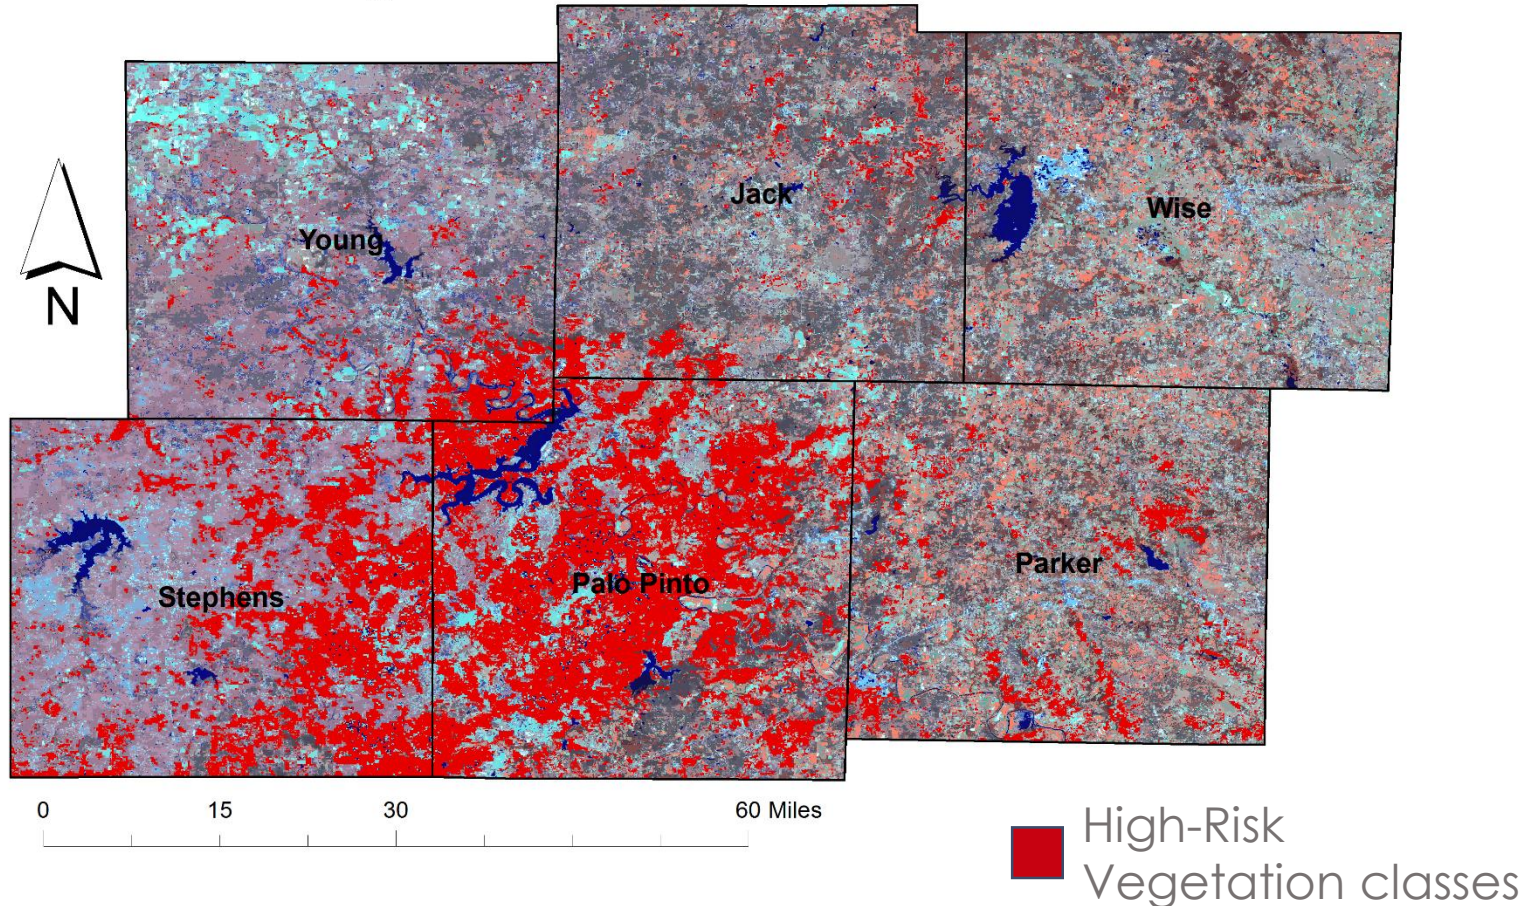 Jack
Wise
Young
N
Parker
Palo Pinto
Stephens
0 15 30 60 Miles
High-Risk
Vegetation classes